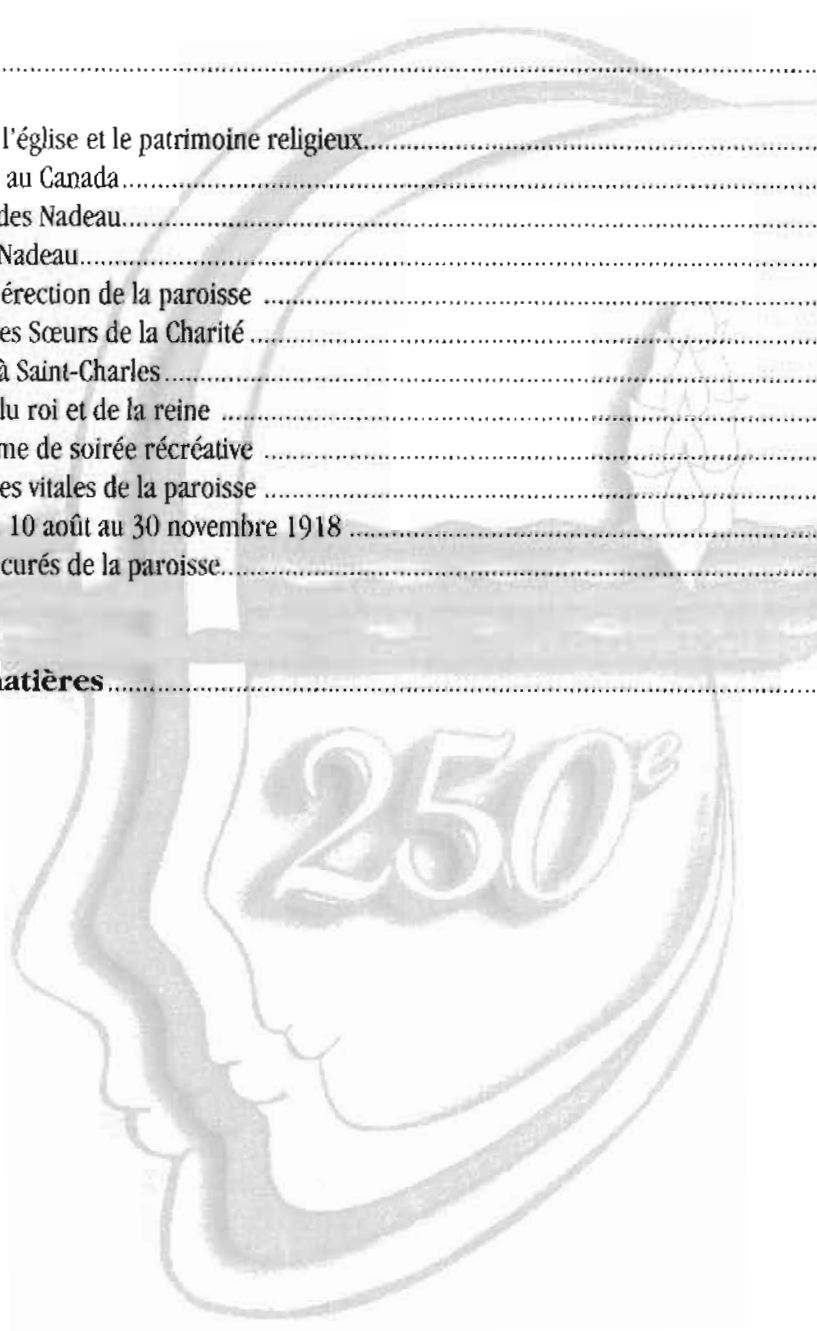 ..........
l'église et le patrimoine religieux..........
au Canada..........
des Nadeau..........
Nadeau..........
érection de la paroisse ..........
es Sœurs de la Charité ..........
à Saint-Charles..........
lu roi et de la reine ..........
me de soirée récréative ..........
es vitales de la paroisse ..........
10 août au 30 novembre 1918 ..........
curés de la paroisse..........
natières..........
250e